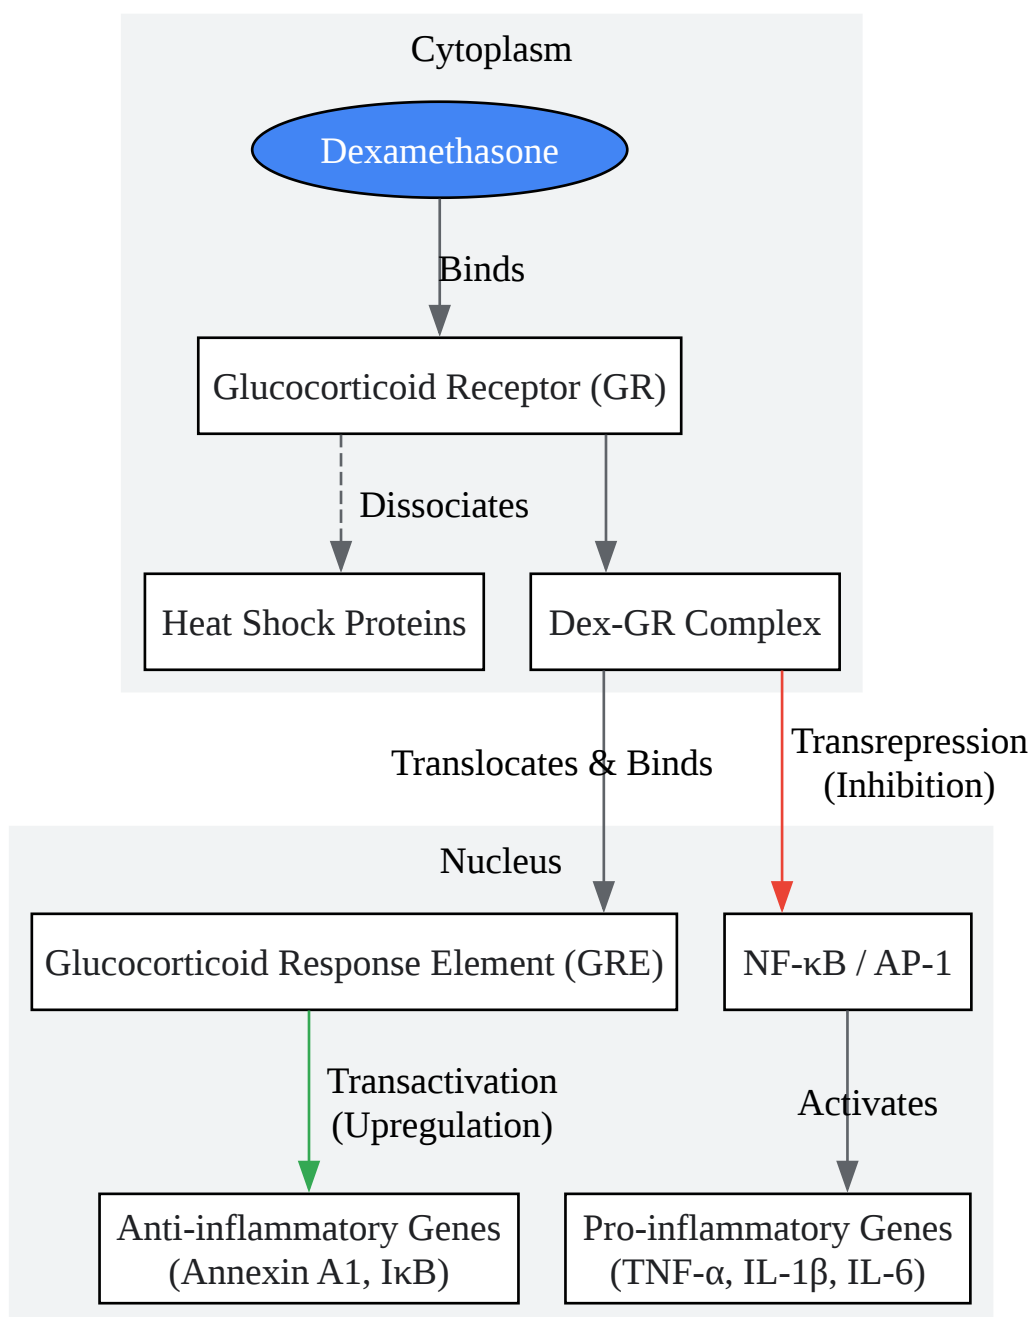 Cytoplasm
Dexamethasone
Binds
Glucocorticoid Receptor (GR)
Dissociates
Heat Shock Proteins
Dex-GR Complex
Translocates & Binds
Transrepression
(Inhibition)
Nucleus
Glucocorticoid Response Element (GRE)
NF-κB / AP-1
Transactivation
(Upregulation)
Activates
Anti-inflammatory Genes
(Annexin A1, IκB)
Pro-inflammatory Genes
(TNF-α, IL-1β, IL-6)